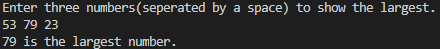 Enter three numbers(seperated by a space) to show the largest.
53 79 23
79 is the largest number.